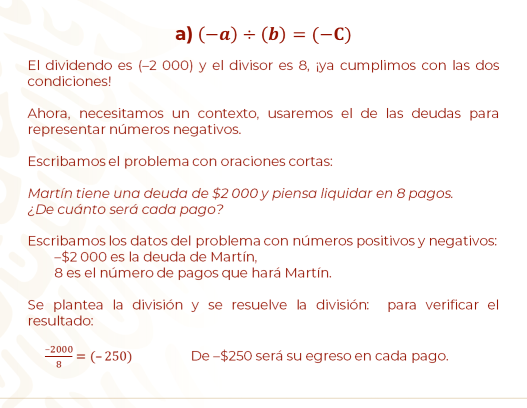 a) (−a) ÷ (b) = (−C)
El dividendo es (–2 000) y el divisor es 8, ¡ya cumplimos con las dos
condiciones!
Ahora, necesitamos un contexto, usaremos el de las deudas para
representar números negativos.
Escribamos el problema con oraciones cortas:
Martín tiene una deuda de $2 000 y piensa liquidar en 8 pagos.
¿De cuánto será cada pago?
Escribamos los datos del problema con números positivos y negativos:
–$2 000 es la deuda de Martín,
8 es el número de pagos que hará Martín.
Se plantea la división y se resuelve la división: para verificar el
resultado:
−2000/8 = (– 250) De –$250 será su egreso en cada pago.